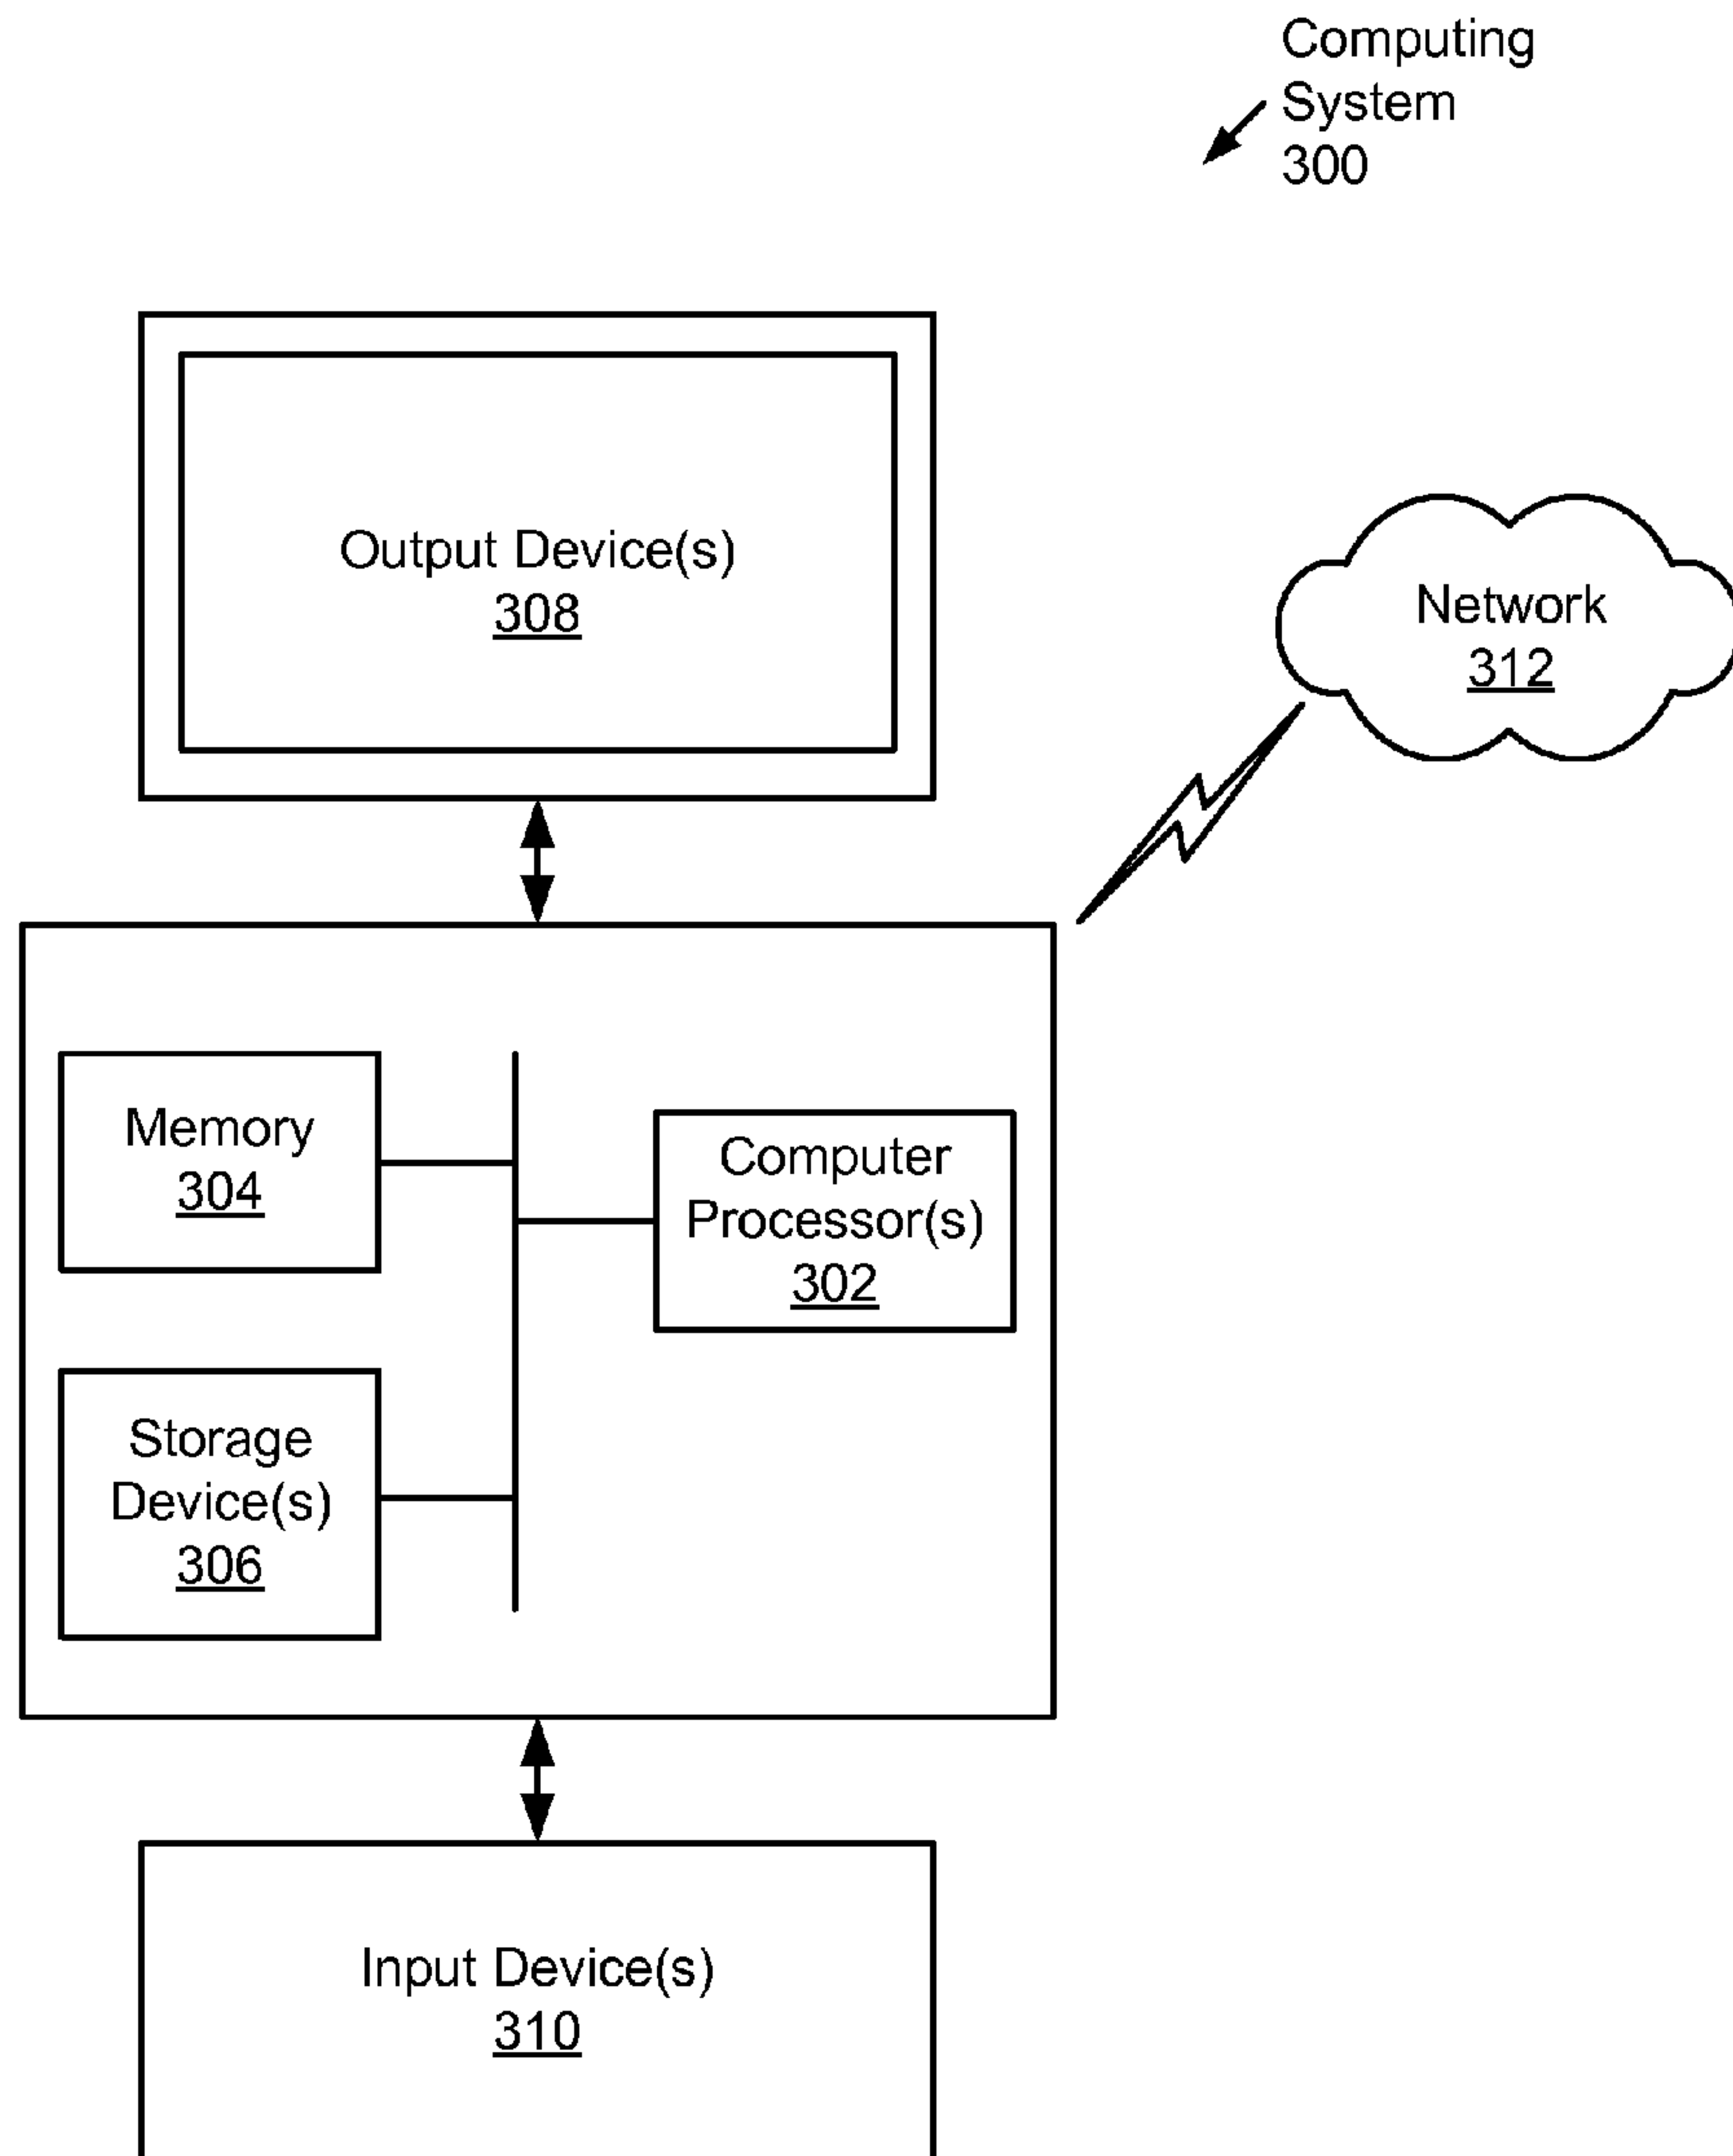 Computing
System
300
Output Device(s)
308
Network
312
Memory
304
Computer
Processor(s)
302
Storage
Device(s)
306
Input Device(s)
310